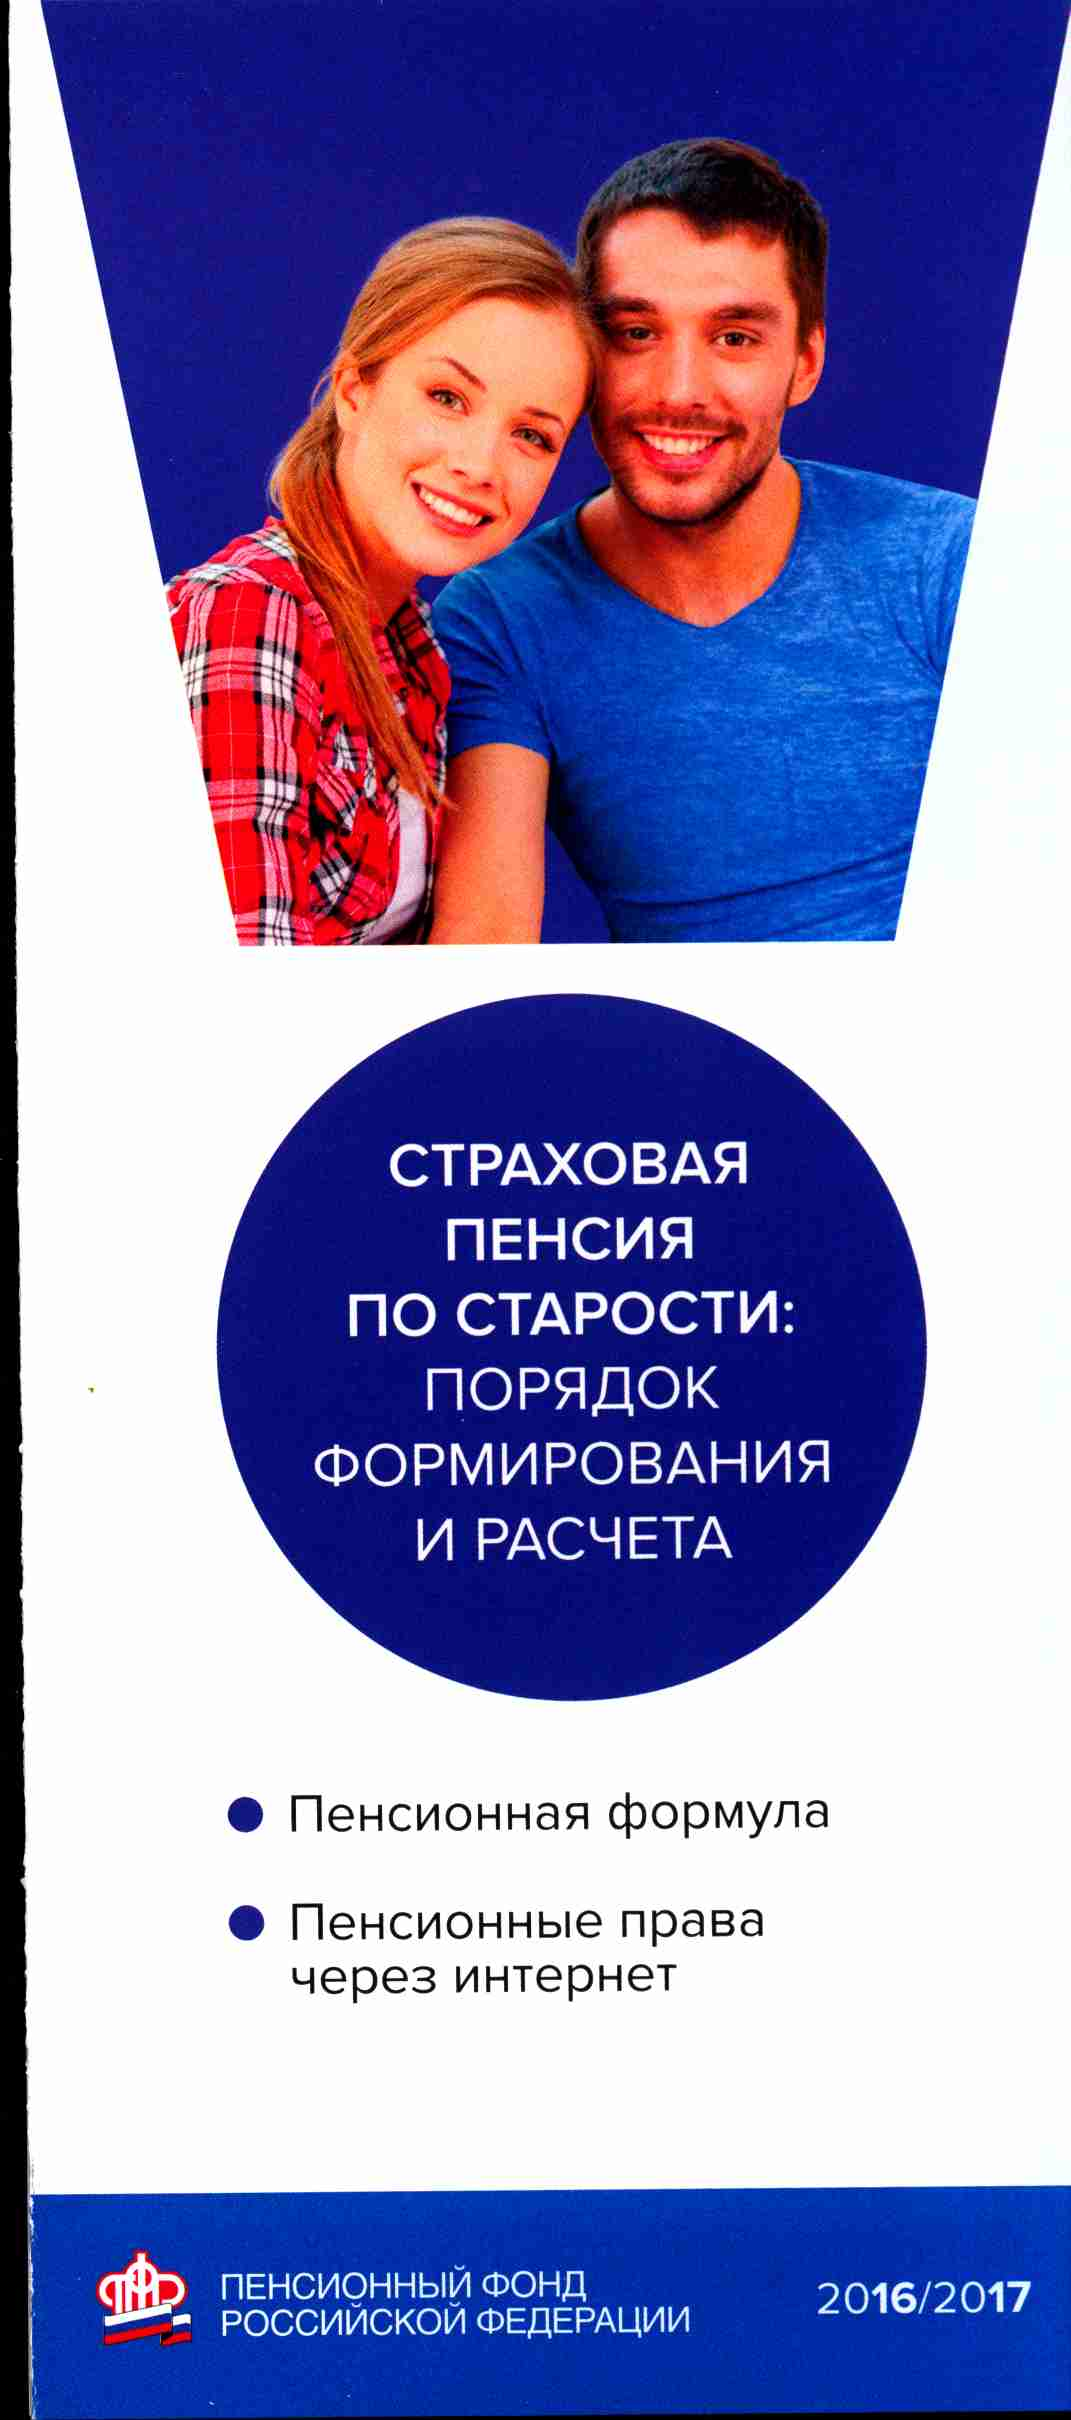 СТРАХОВАЯ
ПЕНСИЯ
ПО СТАРОСТИ:
ПОРЯДОК
ФОРМИРОВАНИЯ
И РАСЧЕТА
Пенсионная формула
Пенсионные права
через интернет
ПЕНСИОННЫЙ ФОНД
РОССИЙСКОЙ ФЕДЕРАЦИИ
2016/2017